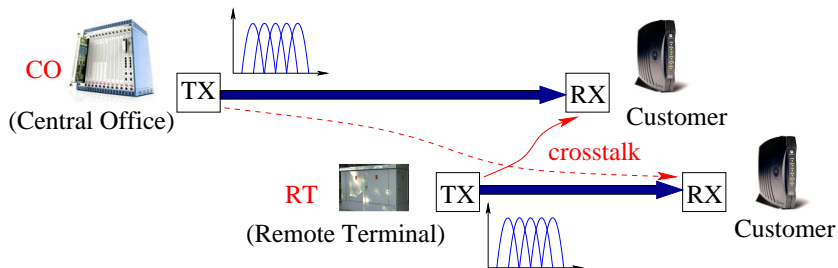 CO
(Central Office)
TX
RX
Customer
crosstalk
RT
(Remote Terminal)
TX
RX
Customer